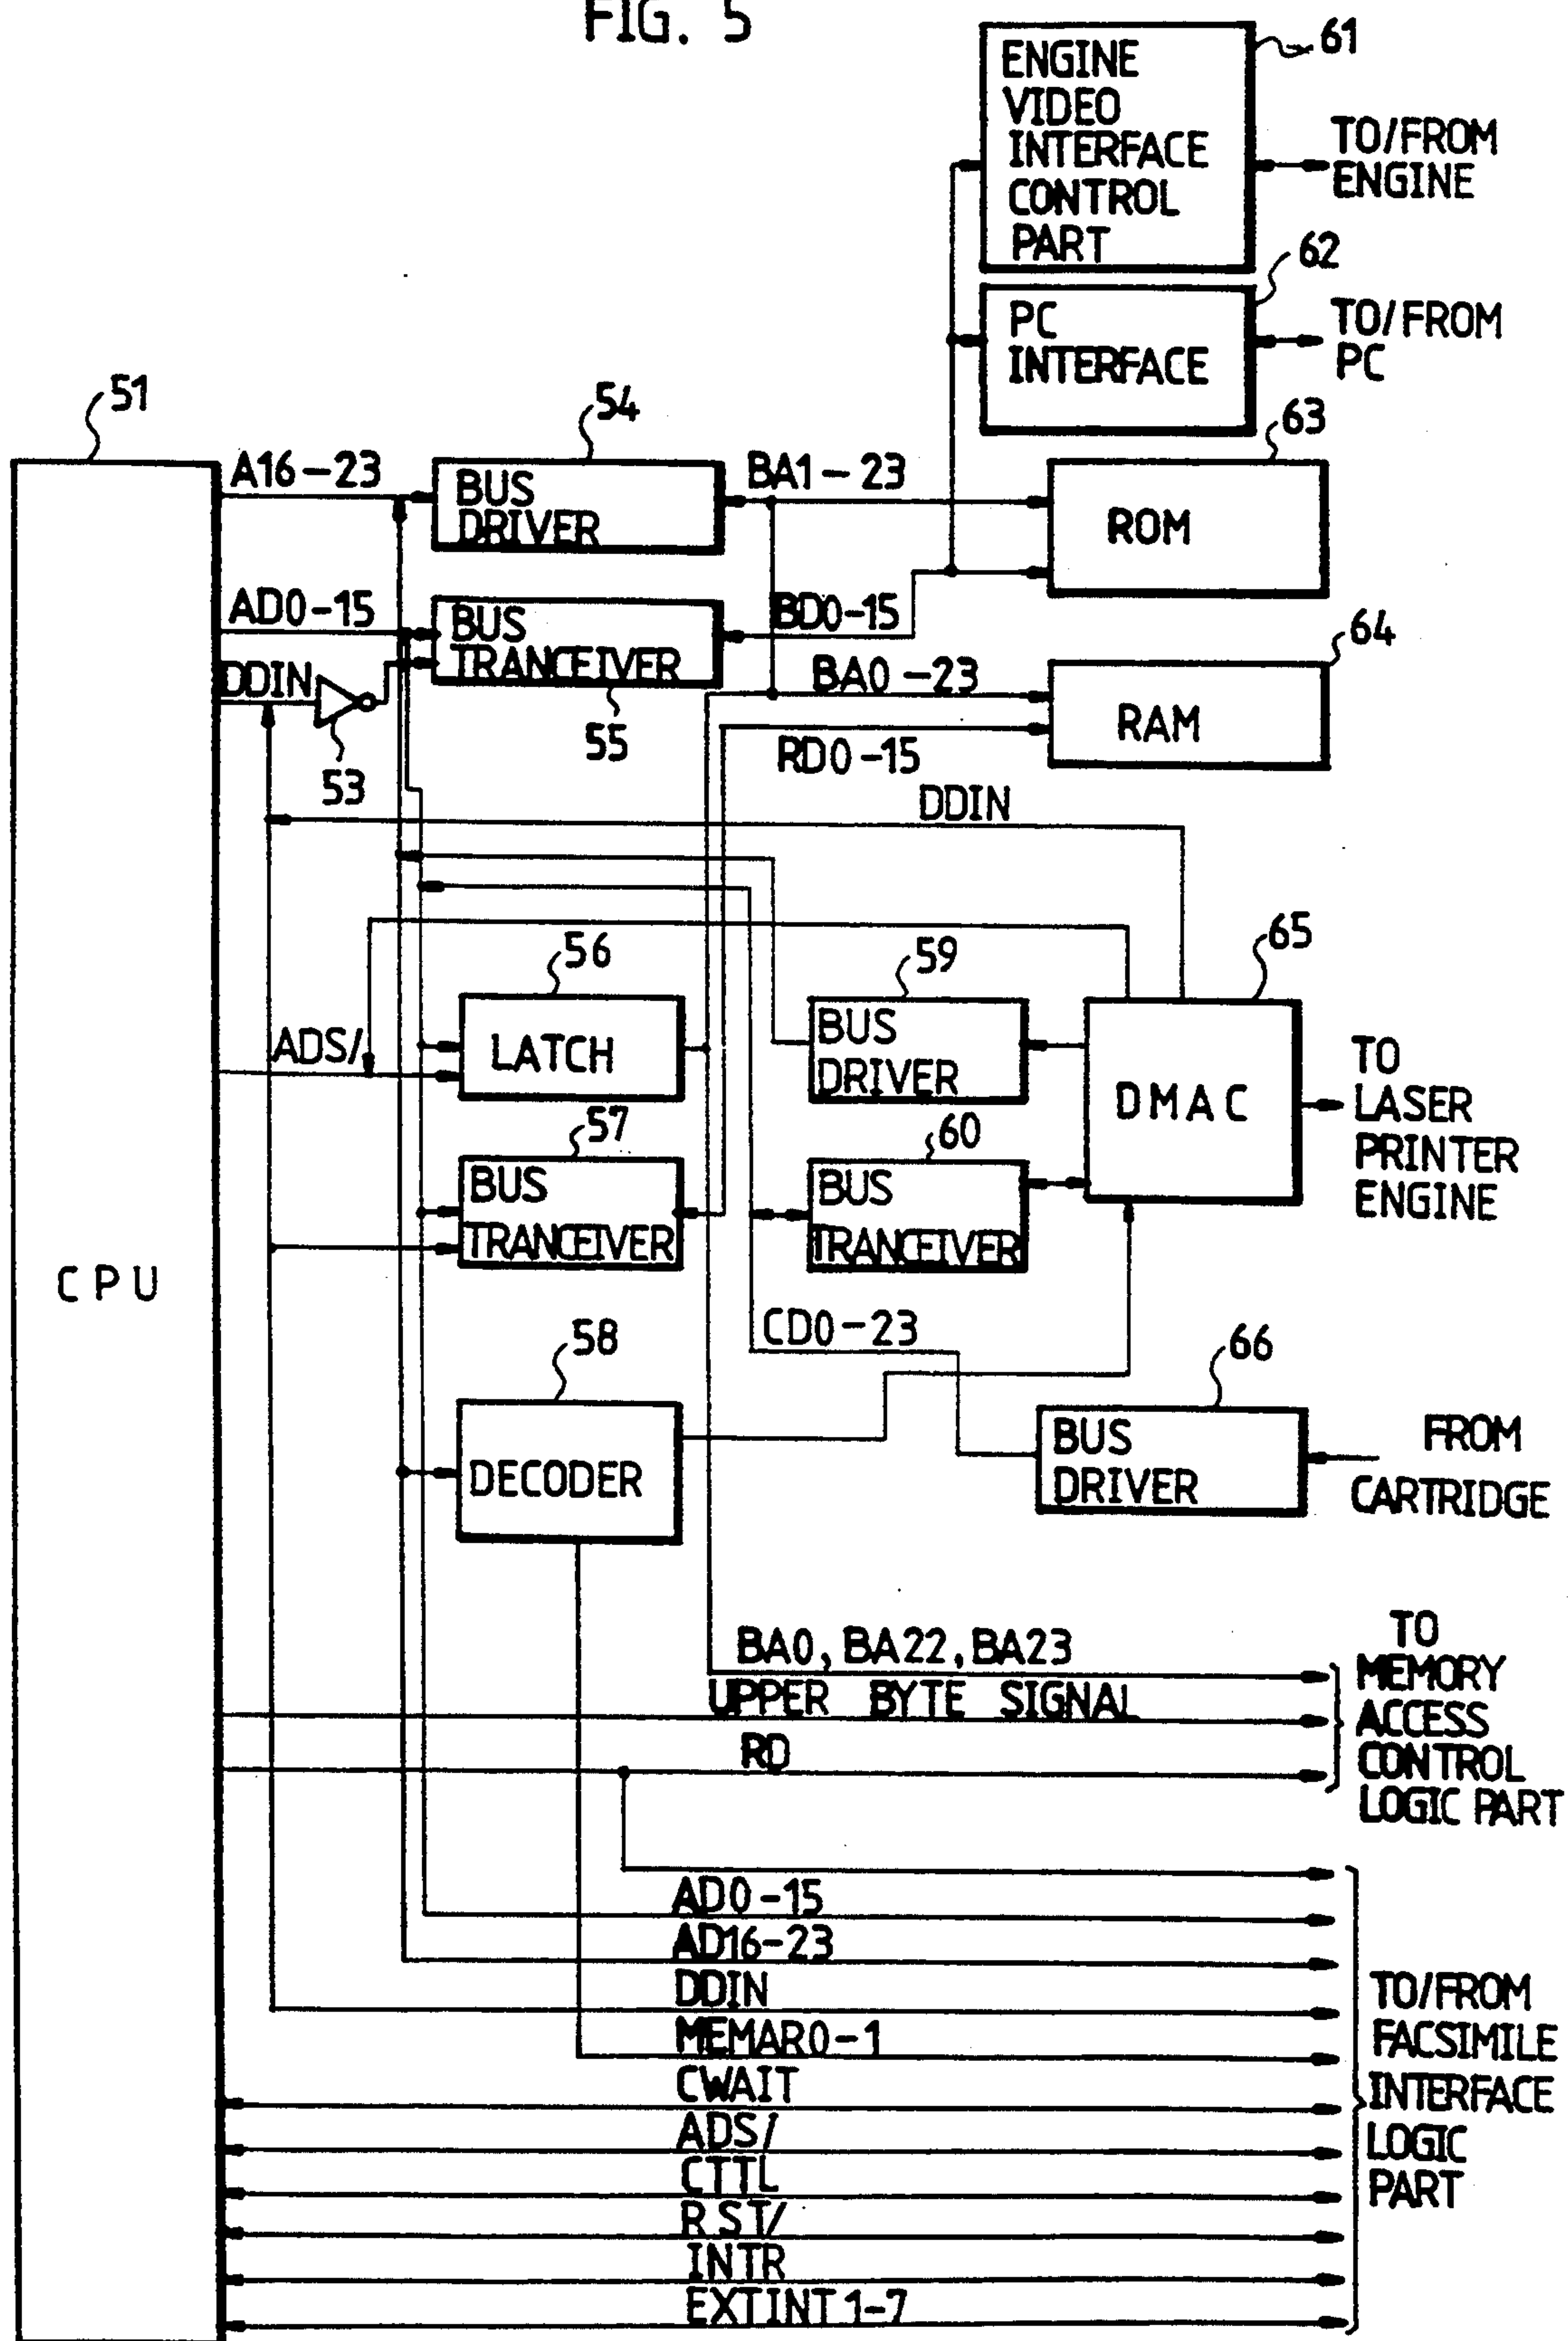 FIG. 5
61
ENGINE
VIDEO
INTERFACE
CONTROL
PART
TO/FROM
ENGINE
62
PC
INTERFACE
TO/FROM
PC
51
54
63
A16-23
BUS
DRIVER
BA1-23
ROM
AD0-15
BUS
TRANCEIVER
BD0-15
64
DDIN
53
55
BA0-23
RAM
RD0-15
DDIN
56
59
65
ADS/
LATCH
BUS
DRIVER
DMAC
TO
LASER
PRINTER
ENGINE
57
60
BUS
TRANCEIVER
BUS
TRANCEIVER
CPU
58
CD0-23
66
DECODER
BUS
DRIVER
FROM
CARTRIDGE
BA0, BA22, BA23
UPPER BYTE SIGNAL
RD
TO
MEMORY
ACCESS
CONTROL
LOGIC PART
AD0-15
AD16-23
DDIN
MEMAR0-1
CWAIT
ADS/
CTTL
RST/
INTR
EXTINT1-7
TO/FROM
FACSIMILE
INTERFACE
LOGIC
PART